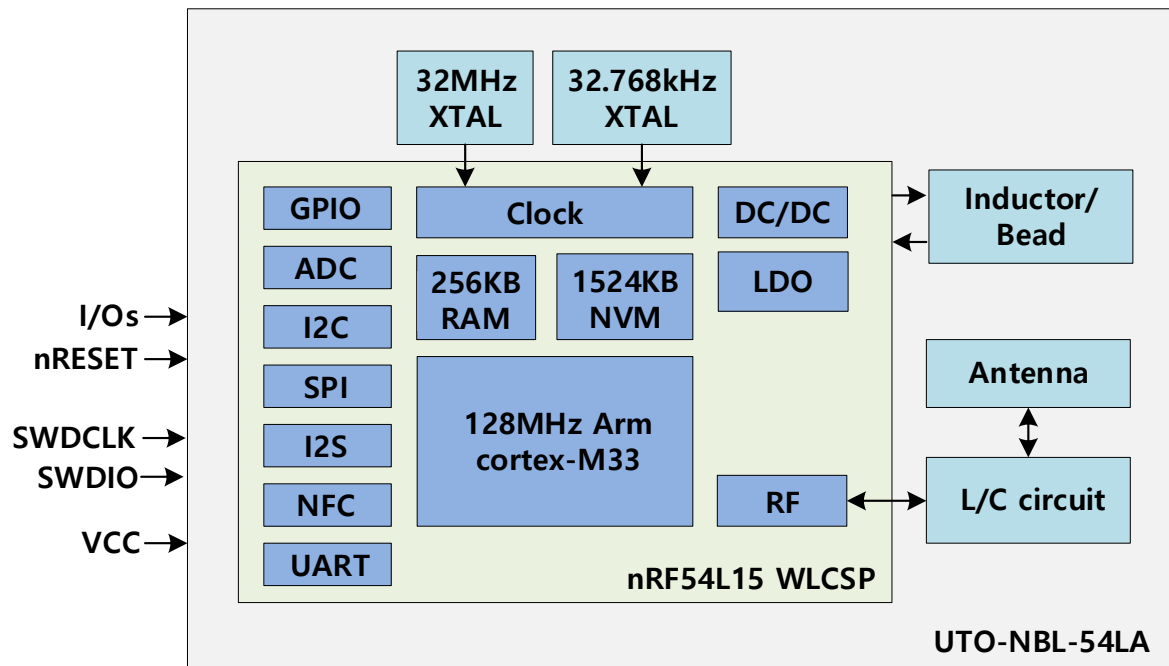 32MHz
XTAL
32.768kHz
XTAL
GPIO
Clock
DC/DC
Inductor/
Bead
ADC
256KB
RAM
1524KB
NVM
LDO
I/Os
I2C
nRESET
SPI
Antenna
128MHz Arm
cortex-M33
SWDCLK
I2S
SWDIO
NFC
RF
L/C circuit
VCC
UART
nRF54L15 WLCSP
UTO-NBL-54LA